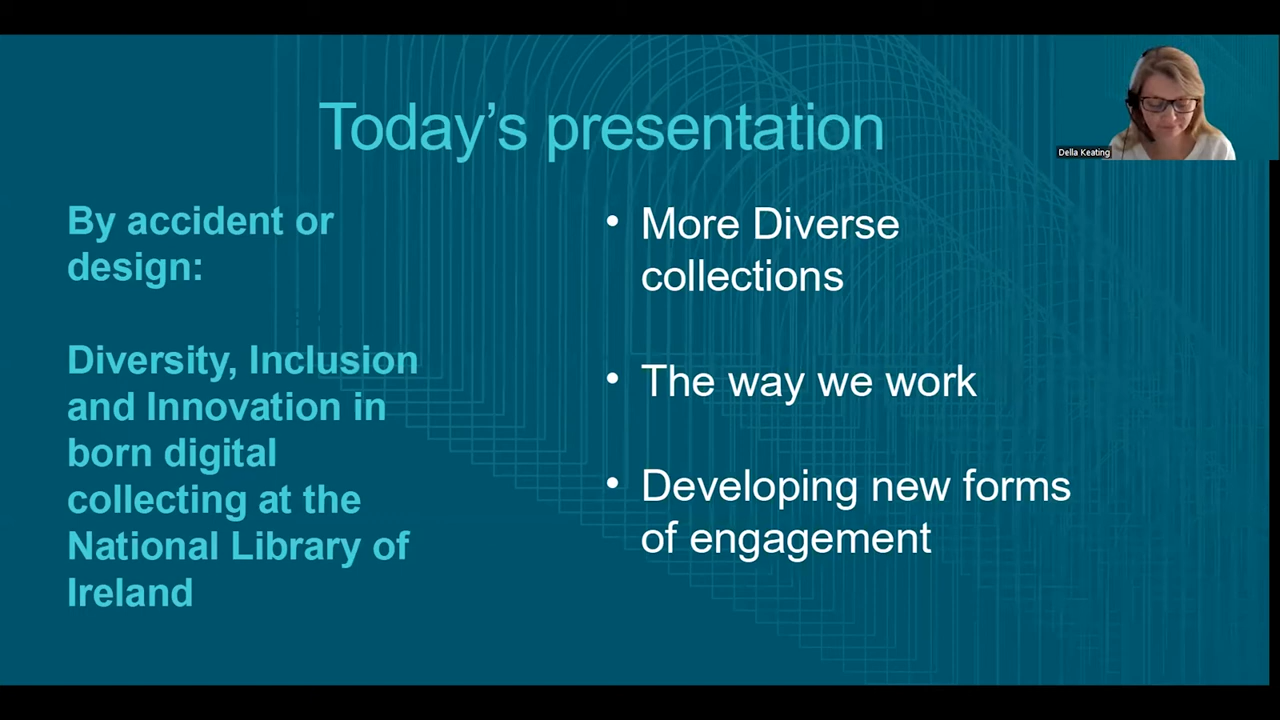 Today's presentation
Della Keating
By accident or
design:
Diversity, Inclusion
and Innovation in
born digital
collecting at the
National Library of
Ireland
• More Diverse
collections
• The way we work
• Developing new forms
of engagement